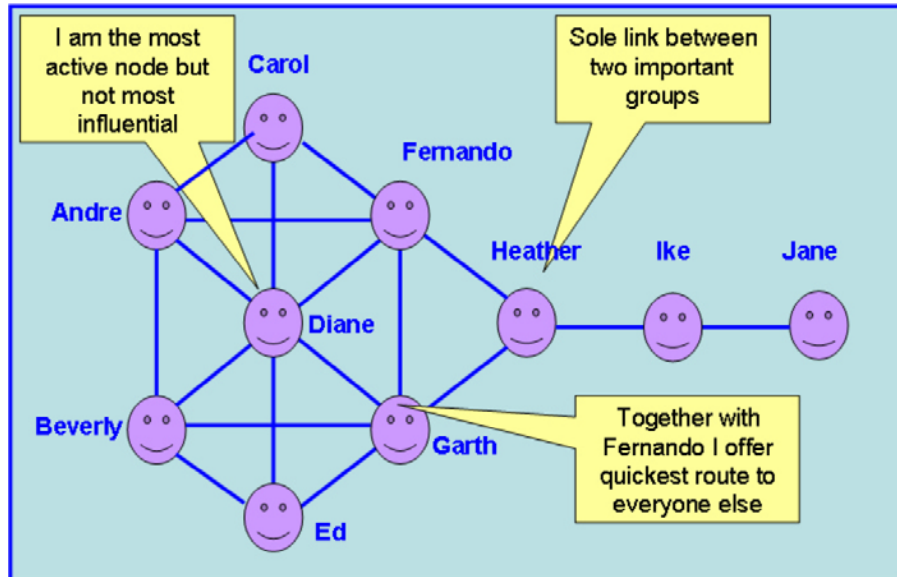 I am the most
active node but
not most
influential
Sole link between
two important
groups
Carol
Fernando
Andre
Heather
Ike
Jane
Diane
Beverly
Garth
Together with
Fernando I offer
quickest route to
everyone else
Ed